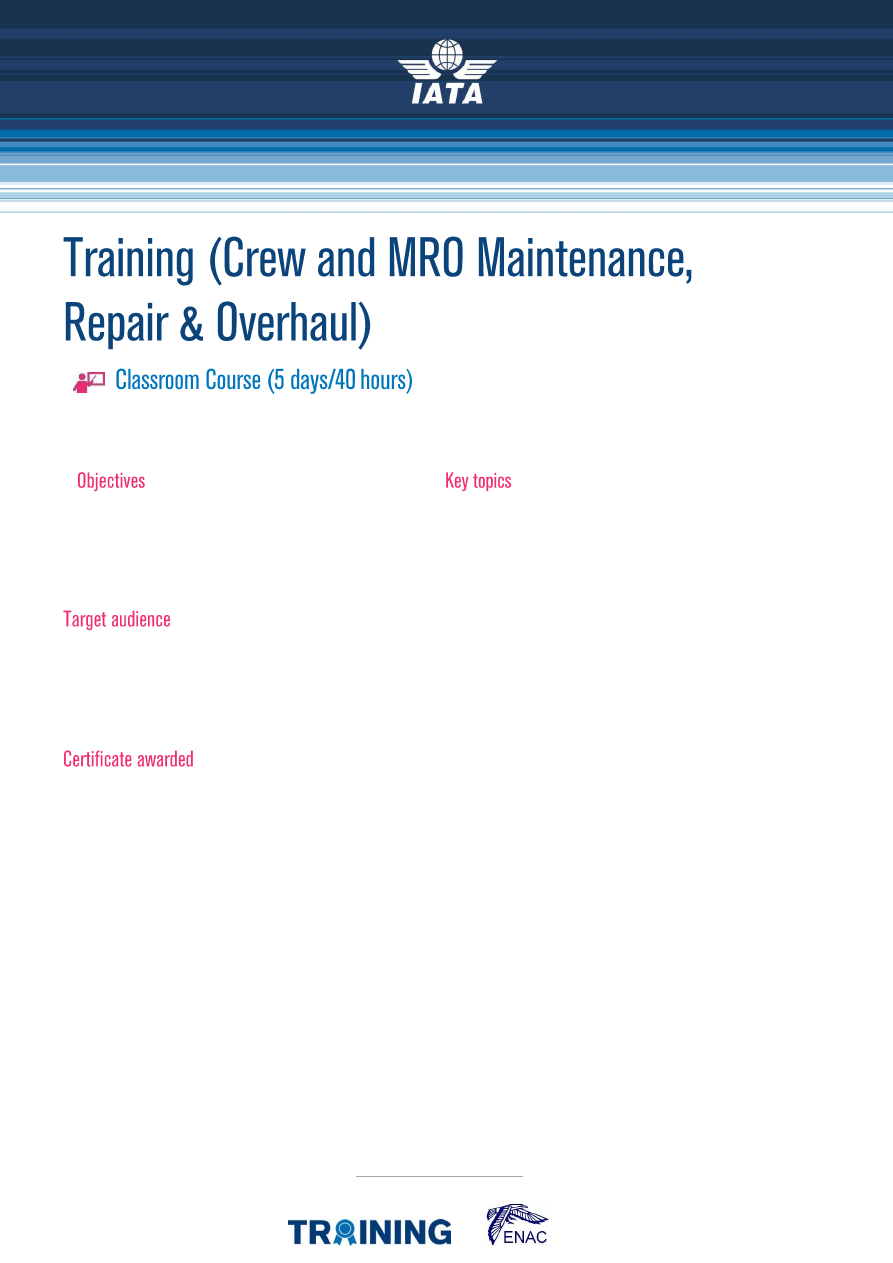 IATA
Training (Crew and MRO Maintenance,
Repair & Overhaul)
Classroom Course (5 days/40 hours)
Objectives
Key topics
Target audience
Certificate awarded
TRAINING
ENAC